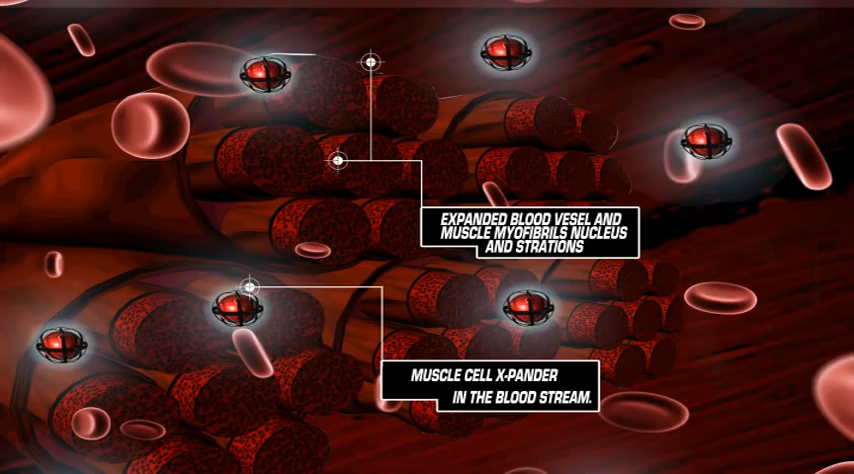 EXPANDED BLOOD VESEL AND
MUSCLE MYOFIBRILS NUCLEUS
AND STRATIONS
MUSCLE CELL X-PANDER
IN THE BLOOD STREAM.